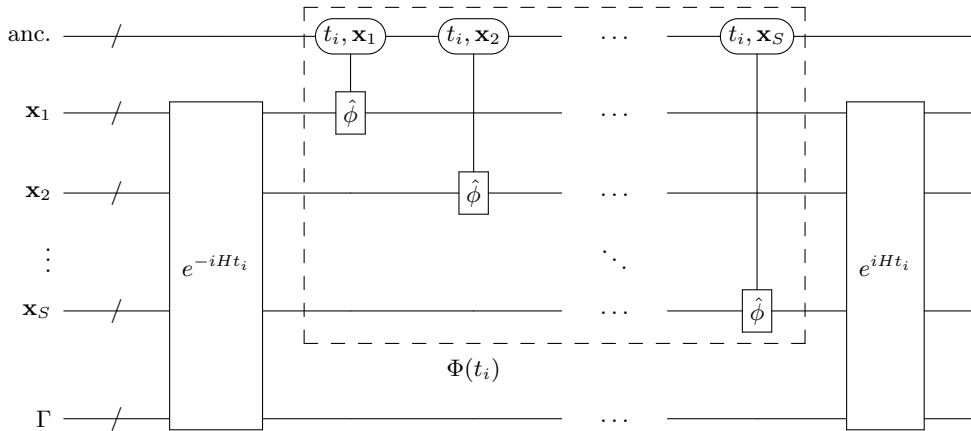 anc. t_i, 𝐱_1 t_i, 𝐱_2 ⋯ t_i, 𝐱_S
𝐱_1 ϕ̂ ⋯
𝐱_2 ϕ̂ ⋯
⋮ e^{-iHt_i} ⋱ e^{iHt_i}
𝐱_S ⋯ ϕ̂
Φ(t_i)
Γ ⋯